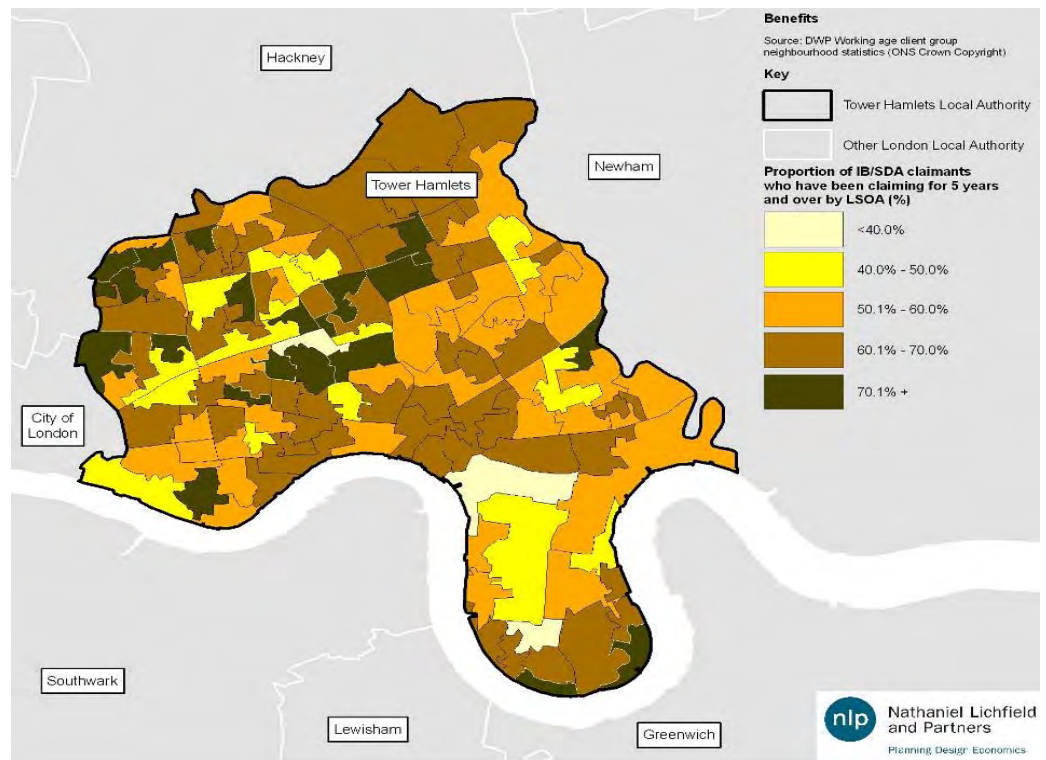 Hackney
Newham
Tower Hamlets
City of
London
Southwark
Lewisham
Greenwich
Benefits
Source: DWP Working age client group
neighbourhood statistics (ONS Crown Copyright)
Key
Tower Hamlets Local Authority
Other London Local Authority
Proportion of IB/SDA claimants
who have been claiming for 5 years
and over by LSOA (%)
<40.0%
40.0% - 50.0%
50.1% - 60.0%
60.1% - 70.0%
70.1% +
nlp
Nathaniel Lichfield
and Partners
Planning Design Economics